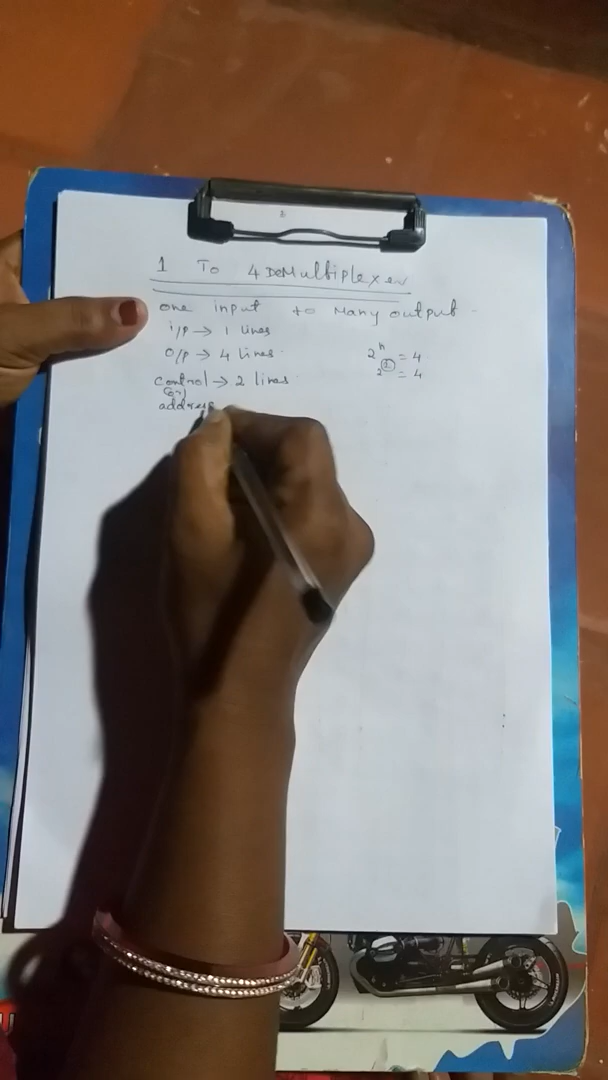 1 To 4 DeMultiplexer
one input to Many output
i/p → 1 lines
o/p → 4 lines
2ⁿ = 4
control → 2 lines
(or)
address